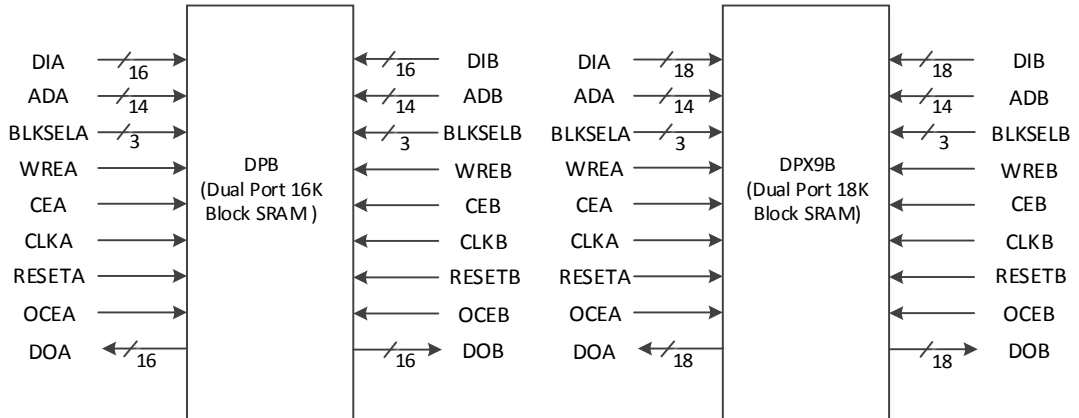 DIA 16 16 DIB DIA 18 18 DIB
ADA 14 14 ADB ADA 14 14 ADB
BLKSELA 3 3 BLKSELB BLKSELA 3 3 BLKSELB
WREA DPB WREB WREA DPX9B WREB
(Dual Port 16K (Dual Port 18K
CEA Block SRAM ) CEB CEA Block SRAM) CEB
CLKA CLKB CLKA CLKB
RESETA RESETB RESETA RESETB
OCEA OCEB OCEA OCEB
DOA 16 16 DOB DOA 18 18 DOB